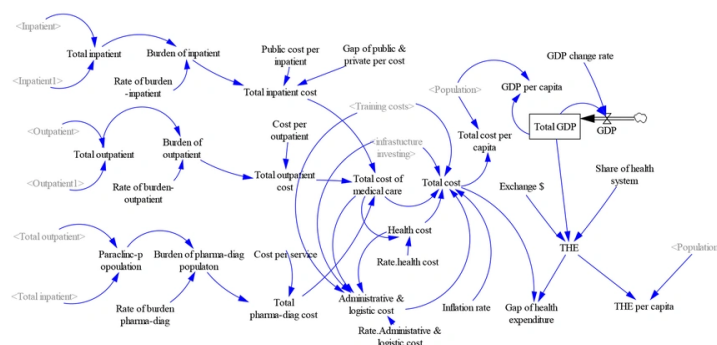 <Inpatient>
Total inpatient
Burden of inpatient
<Inpatient1>
Rate of burden
-inpatient
Public cost per
inpatient
Gap of public &
private per cost
Total inpatient cost
<Training costs>
<Population>
GDP per capita
GDP change rate
Total GDP
GDP
<Outpatient>
Total outpatient
Burden of
outpatient
<Outpatient1>
Rate of burden-
outpatient
Cost per
outpatient
Total outpatient
cost
<infrastucture
investing>
Total cost of
medical care
Total cost
Total cost per
capita
Exchange $
Share of health
system
<Total outpatient>
Paraclinc-p
opoulation
Burden of pharma-diag
populaton
<Total inpatient>
Rate of burden
pharma-diag
Cost per service
Total
pharma-diag cost
Health cost
Rate.health cost
Administrative &
logistic cost
Rate.Administative &
logistic cost
Inflation rate
Gap of health
expenditure
THE
<Population
THE per capita